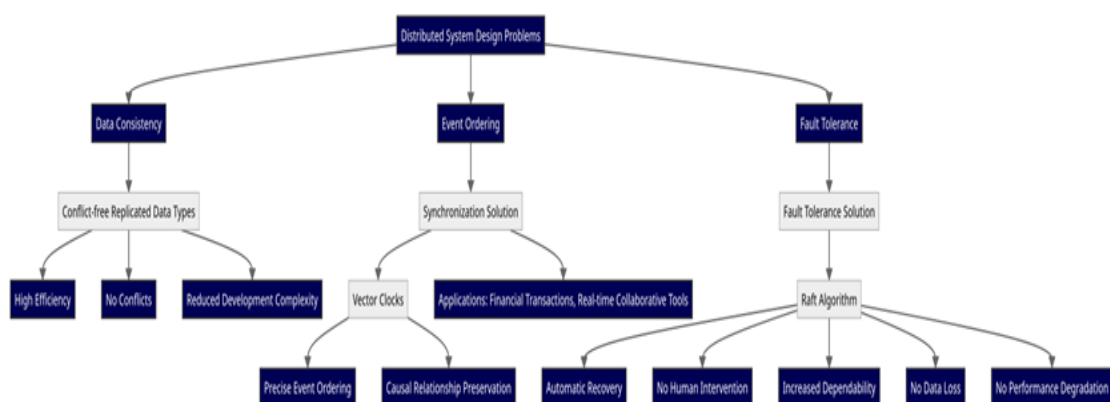 Distributed System Design Problems
Data Consistency
Event Ordering
Fault Tolerance
Conflict-free Replicated Data Types
Synchronization Solution
Fault Tolerance Solution
High Efficiency
No Conflicts
Reduced Development Complexity
Vector Clocks
Applications: Financial Transactions, Real-time Collaborative Tools
Raft Algorithm
Precise Event Ordering
Causal Relationship Preservation
Automatic Recovery
No Human Intervention
Increased Dependability
No Data Loss
No Performance Degradation